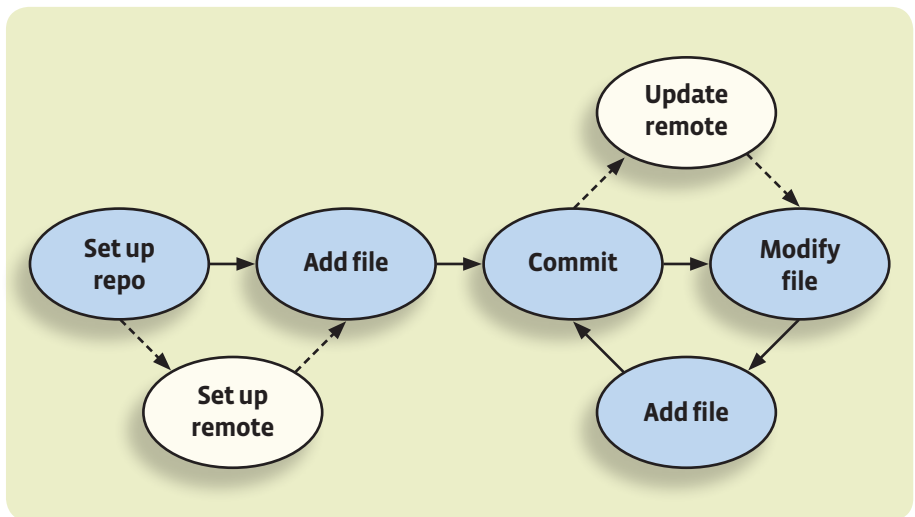 Update
remote
Set up
repo
Add file
Commit
Modify
file
Set up
remote
Add file